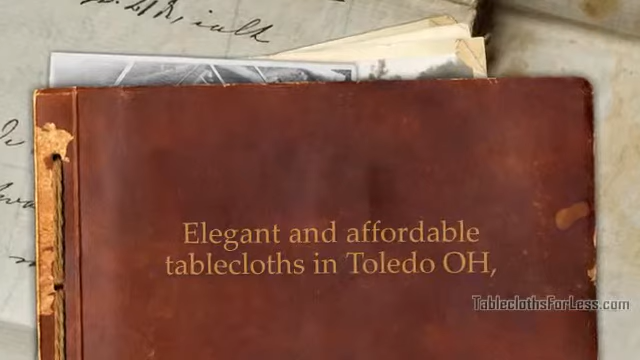 Elegant and affordable
tablecloths in Toledo OH,
TableclothsForLess.com